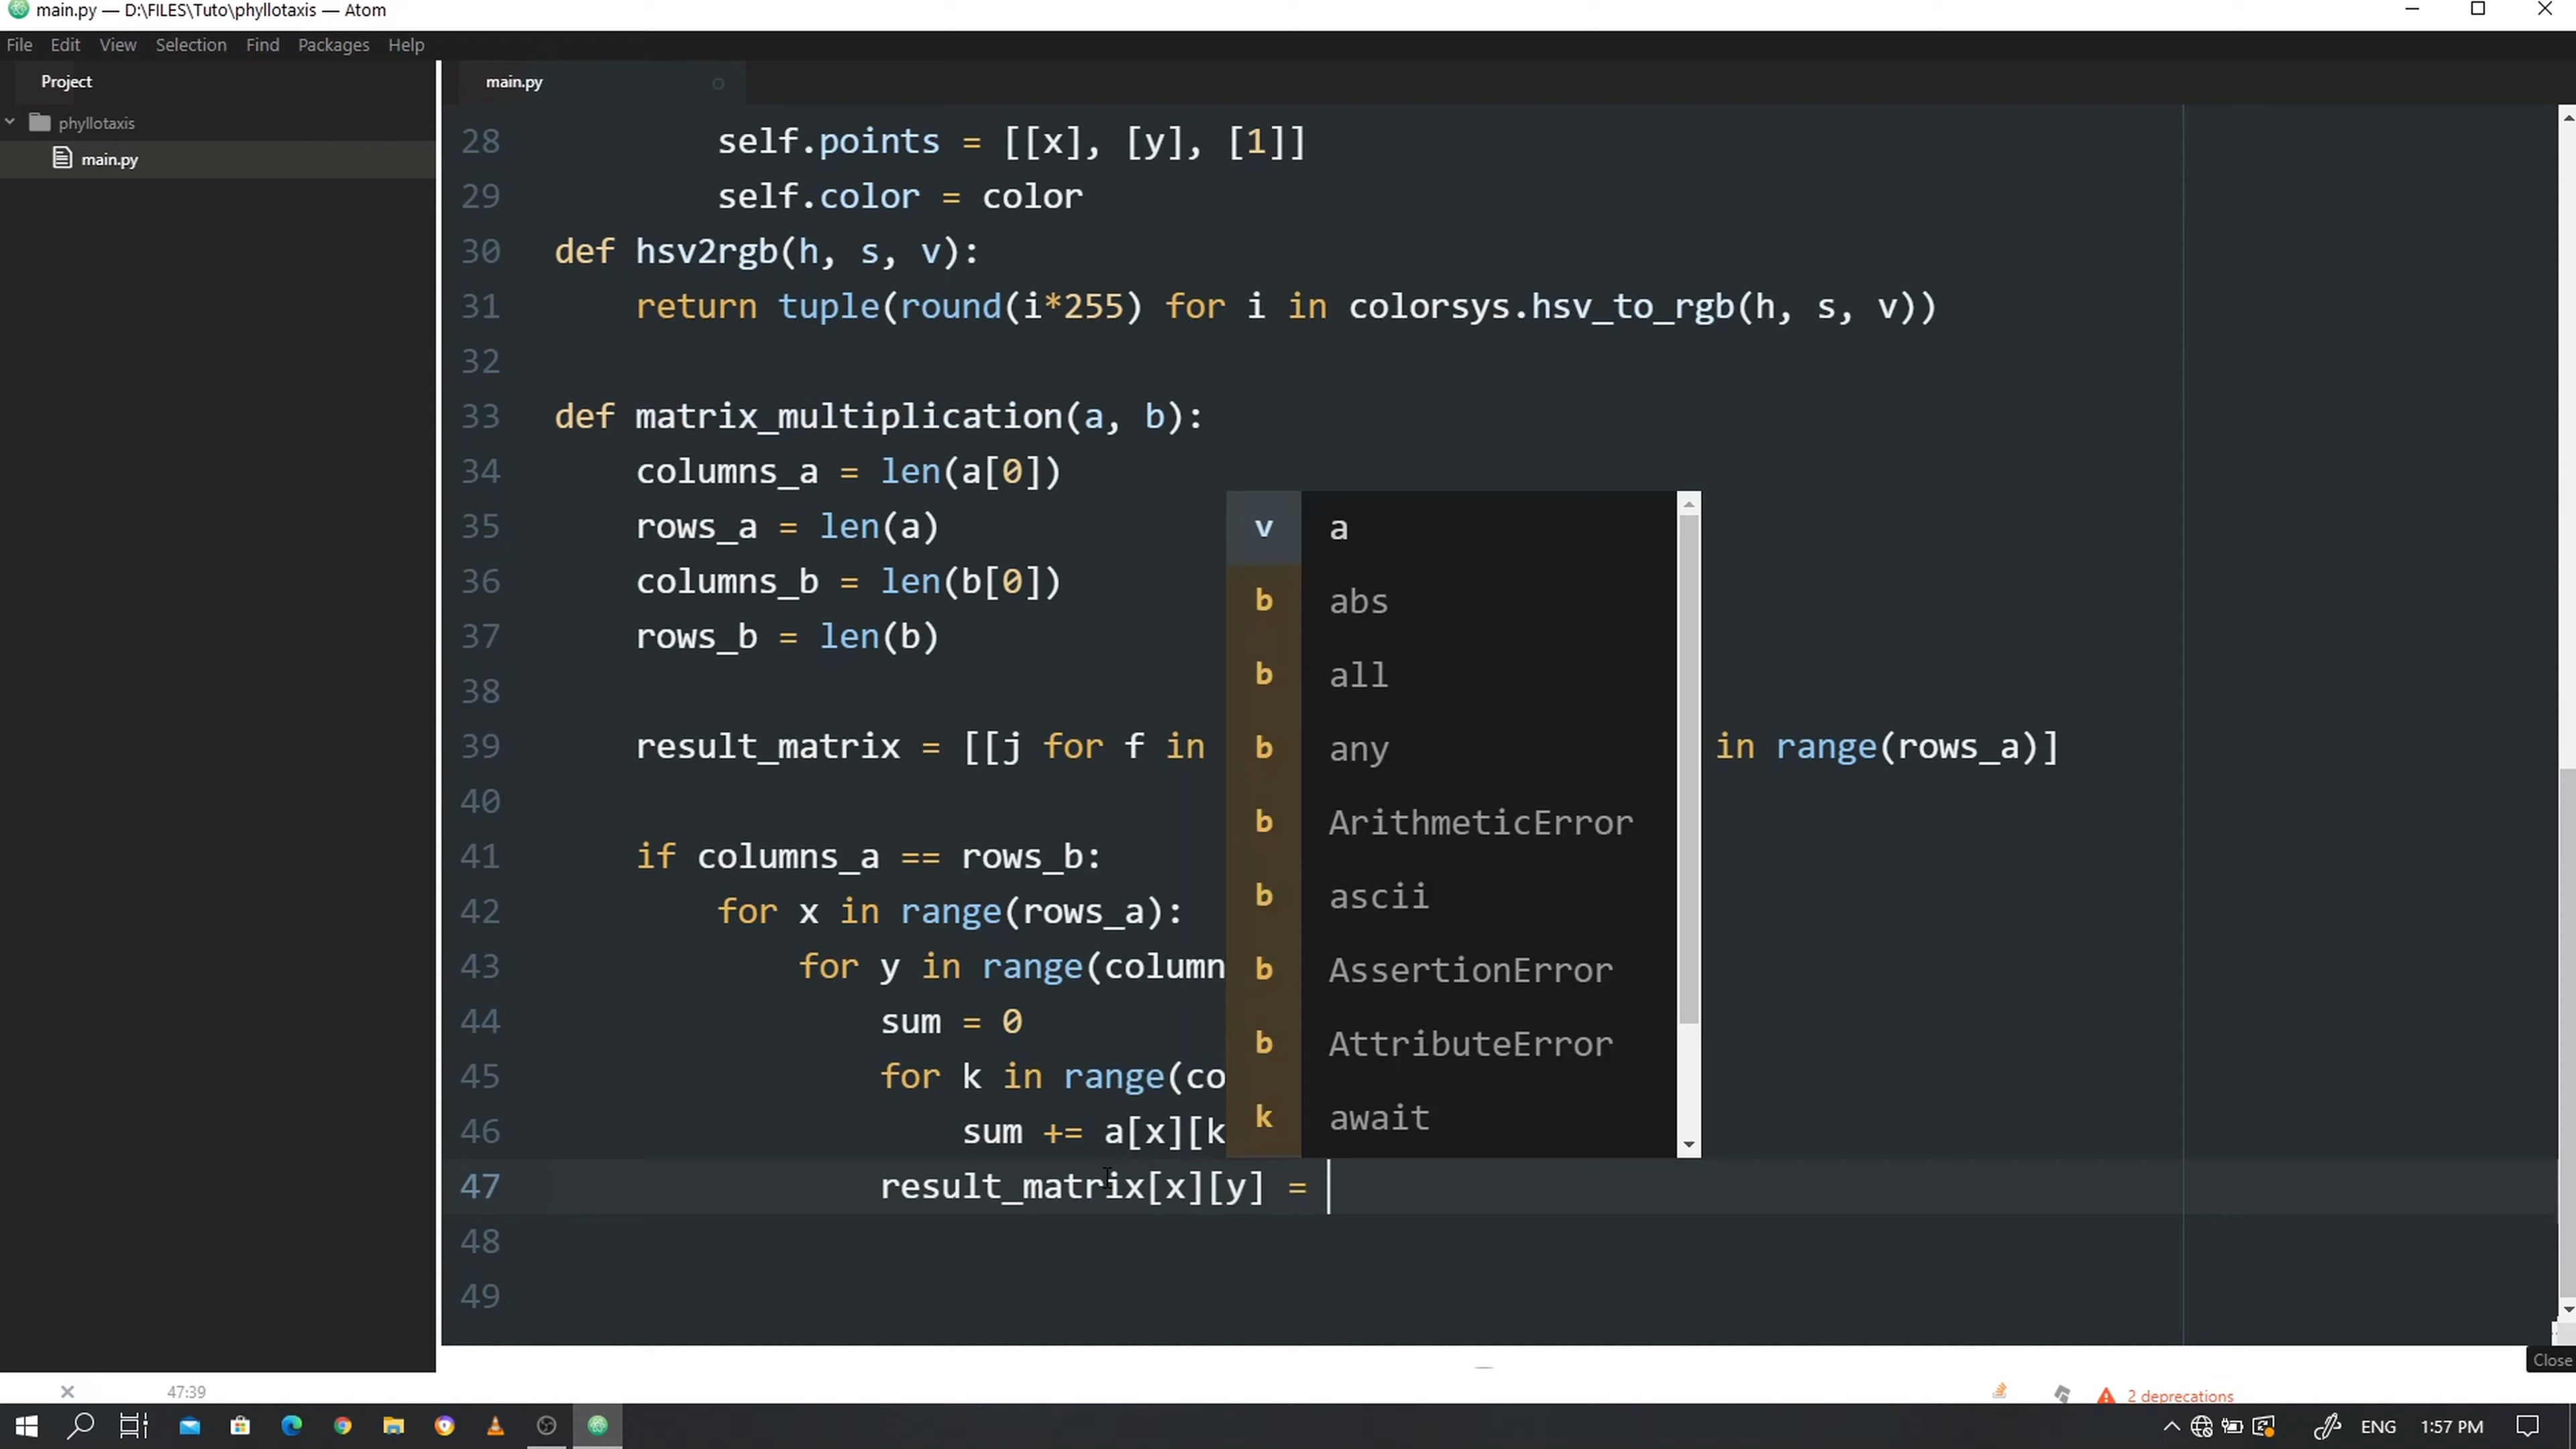 main.py — D:\FILES\Tuto\phyllotaxis — Atom
File Edit View Selection Find Packages Help
Project
phyllotaxis
main.py
main.py
28 self.points = [[x], [y], [1]]
29 self.color = color
30 def hsv2rgb(h, s, v):
31 return tuple(round(i*255) for i in colorsys.hsv_to_rgb(h, s, v))
32
33 def matrix_multiplication(a, b):
34 columns_a = len(a[0])
35 rows_a = len(a)
36 columns_b = len(b[0])
37 rows_b = len(b)
38
39 result_matrix = [[j for f in in range(rows_a)]
40
41 if columns_a == rows_b:
42 for x in range(rows_a):
43 for y in range(column
44 sum = 0
45 for k in range(co
46 sum += a[x][k
47 result_matrix[x][y] =
48
49
v a
b abs
b all
b any
b ArithmeticError
b ascii
b AssertionError
b AttributeError
k await
Close
47:39
2 deprecations
ENG 1:57 PM